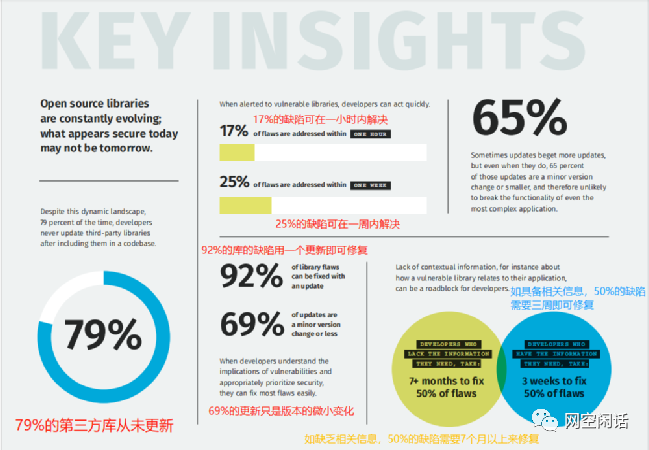 KEY INSIGHTS
Open source libraries
are constantly evolving;
what appears secure today
may not be tomorrow.
Despite this dynamic landscape,
79 percent of the time, developers
never update third-party libraries
after including them in a codebase.
79%
79%的第三方库从未更新
When alerted to vulnerable libraries, developers can act quickly.
17%的缺陷可在一小时内解决
17% of flaws are addressed within ONE HOUR
25% of flaws are addressed within ONE WEEK
25%的缺陷可在一周内解决
65%
Sometimes updates beget more updates,
but even when they do, 65 percent
of those updates are a minor version
change or smaller, and therefore unlikely
to break the functionality of even the
most complex application.
92%的库的缺陷用一个更新即可修复
92% of library flaws
can be fixed with
an update
69% of updates are
a minor version
change or less
When developers understand the
implications of vulnerabilities and
appropriately prioritize security,
they can fix most flaws easily.
69%的更新只是版本的微小变化
Lack of contextual information, for instance about
how a vulnerable library relates to their application,
can be a roadblock for developers.
如具备相关信息，50%的缺陷
需要三周即可修复
DEVELOPERS WHO
LACK THE INFORMATION
THEY NEED, TAKE:
7+ months to fix
50% of flaws
DEVELOPERS WHO
HAVE THE INFORMATION
THEY NEED, TAKE:
3 weeks to fix
50% of flaws
网空闲话
如缺乏相关信息，50%的缺陷需要7个月以上来修复